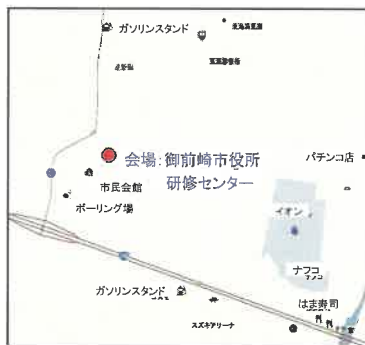 ガソリンスタンド
会場:御前崎市役所
研修センター
パチンコ店
市民会館
ボーリング場
イオン
ナフコ
ガソリンスタンド
はま寿司
スズキアリーナ